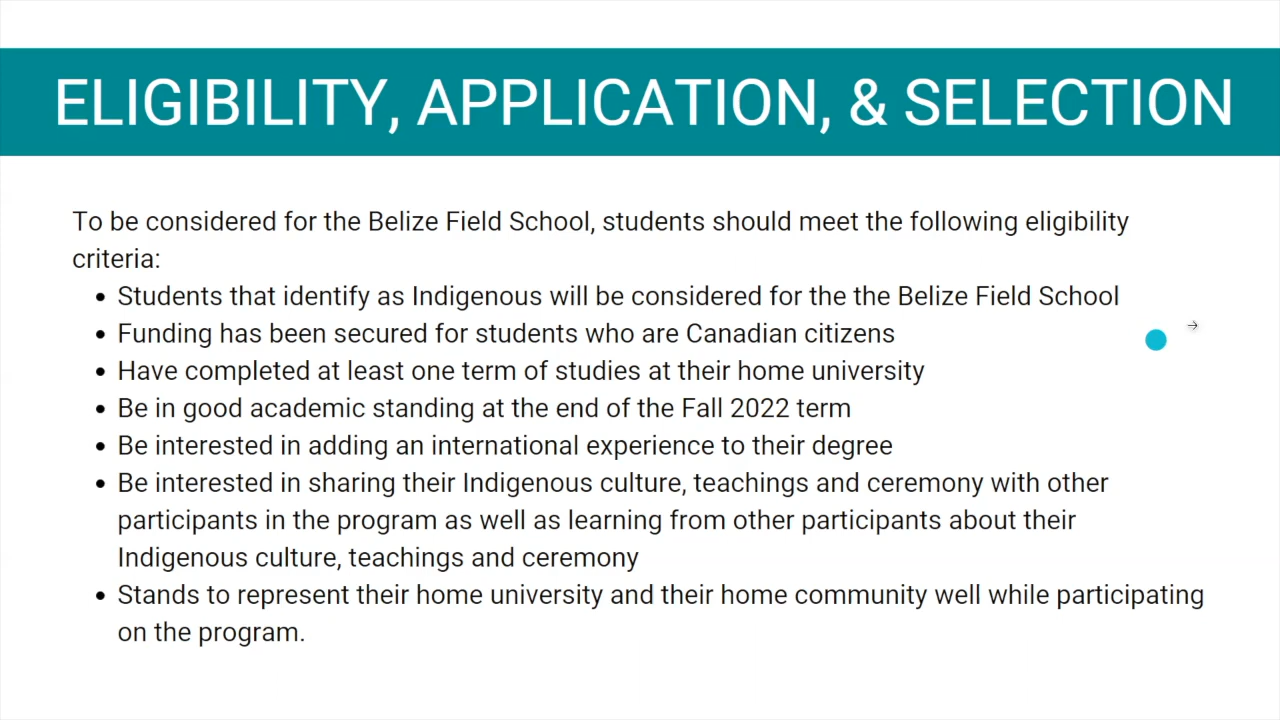 ELIGIBILITY, APPLICATION, & SELECTION
To be considered for the Belize Field School, students should meet the following eligibility
criteria:
• Students that identify as Indigenous will be considered for the the Belize Field School
• Funding has been secured for students who are Canadian citizens
• Have completed at least one term of studies at their home university
• Be in good academic standing at the end of the Fall 2022 term
• Be interested in adding an international experience to their degree
• Be interested in sharing their Indigenous culture, teachings and ceremony with other
participants in the program as well as learning from other participants about their
Indigenous culture, teachings and ceremony
• Stands to represent their home university and their home community well while participating
on the program.